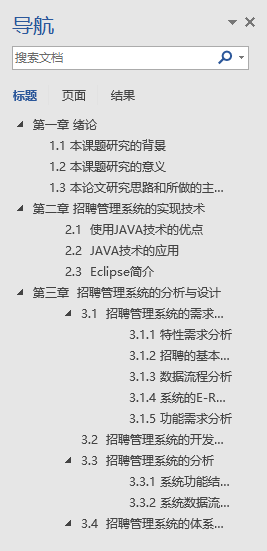 导航
搜索文档
标题 页面 结果
第一章 绪论
1.1 本课题研究的背景
1.2 本课题研究的意义
1.3 本论文研究思路和所做的主...
第二章 招聘管理系统的实现技术
2.1 使用JAVA技术的优点
2.2 JAVA技术的应用
2.3 Eclipse简介
第三章 招聘管理系统的分析与设计
3.1 招聘管理系统的需求...
3.1.1 特性需求分析
3.1.2 招聘的基本...
3.1.3 数据流程分析
3.1.4 系统的E-R...
3.1.5 功能需求分析
3.2 招聘管理系统的开发...
3.3 招聘管理系统的分析
3.3.1 系统功能结...
3.3.2 系统数据流...
3.4 招聘管理系统的体系...